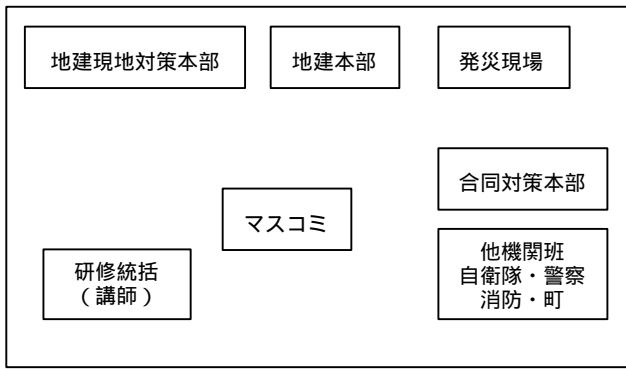 地建現地対策本部
地建本部
発災現場
合同対策本部
マスコミ
他機関班
自衛隊・警察
消防・町
研修統括
（講師）